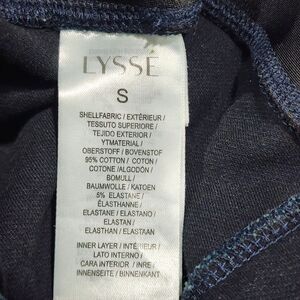 LYSSÉ
S
SHELLFABRIC / EXTÉRIEUR /
TESSUTO SUPERIORE /
TEJIDO EXTERIOR /
YTMATERIAL /
OBERSTOFF / BOVENSTOF
95% COTTON / COTON /
COTONE / ALGODÓN /
BOMULL /
BAUMWOLLE / KATOEN
5% ELASTANE /
ÉLASTHANNE /
ELASTANE / ELASTANO /
ELASTAN /
ELASTHAN / ELASTAAN
INNER LAYER / INTÉRIEUR /
LATO INTERNO /
CARA INTERIOR / INRE /
INNENSEITE / BINNENKANT